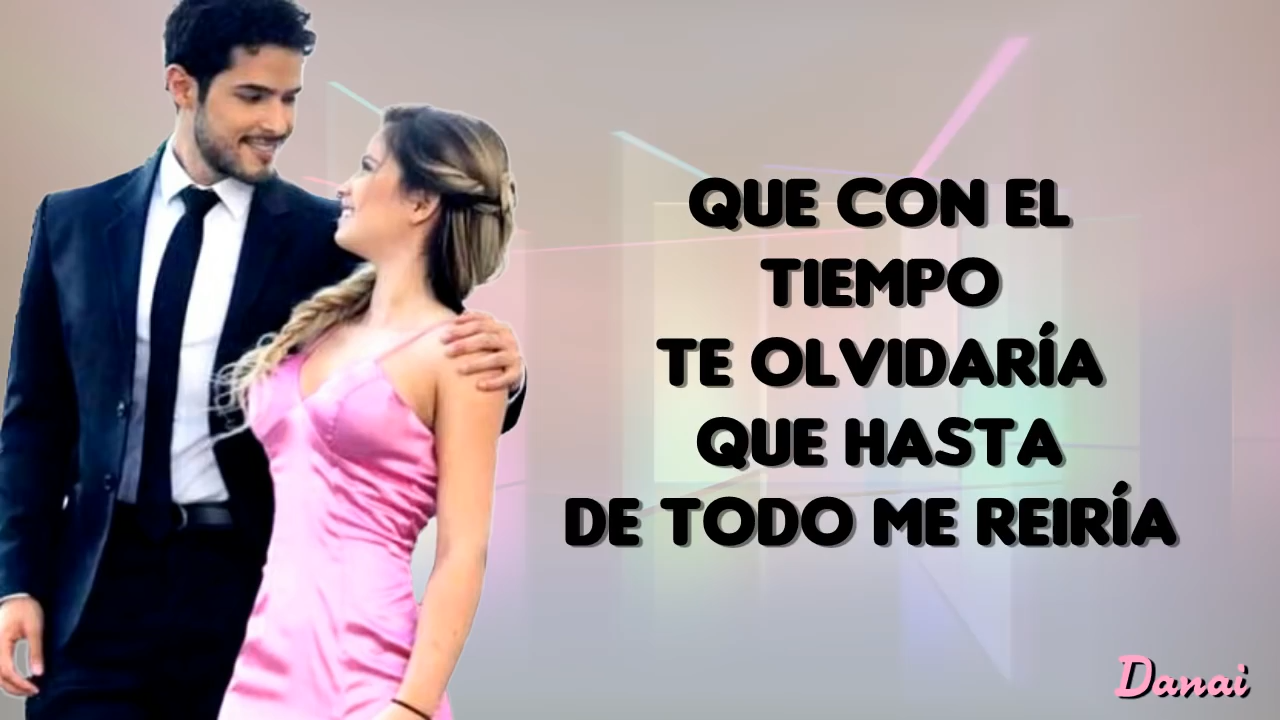 QUE CON EL
TIEMPO
TE OLVIDARÍA
QUE HASTA
DE TODO ME REIRÍA
Danai